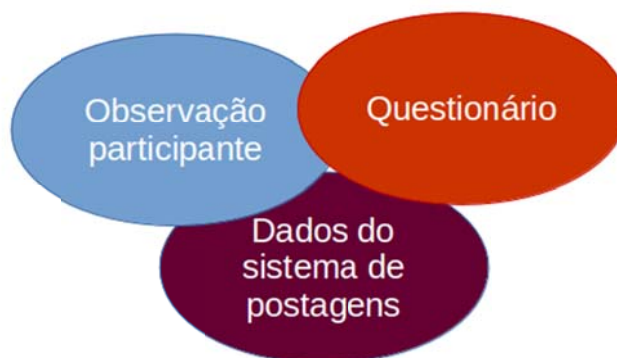 Observação
participante
Questionário
Dados do
sistema de
postagens